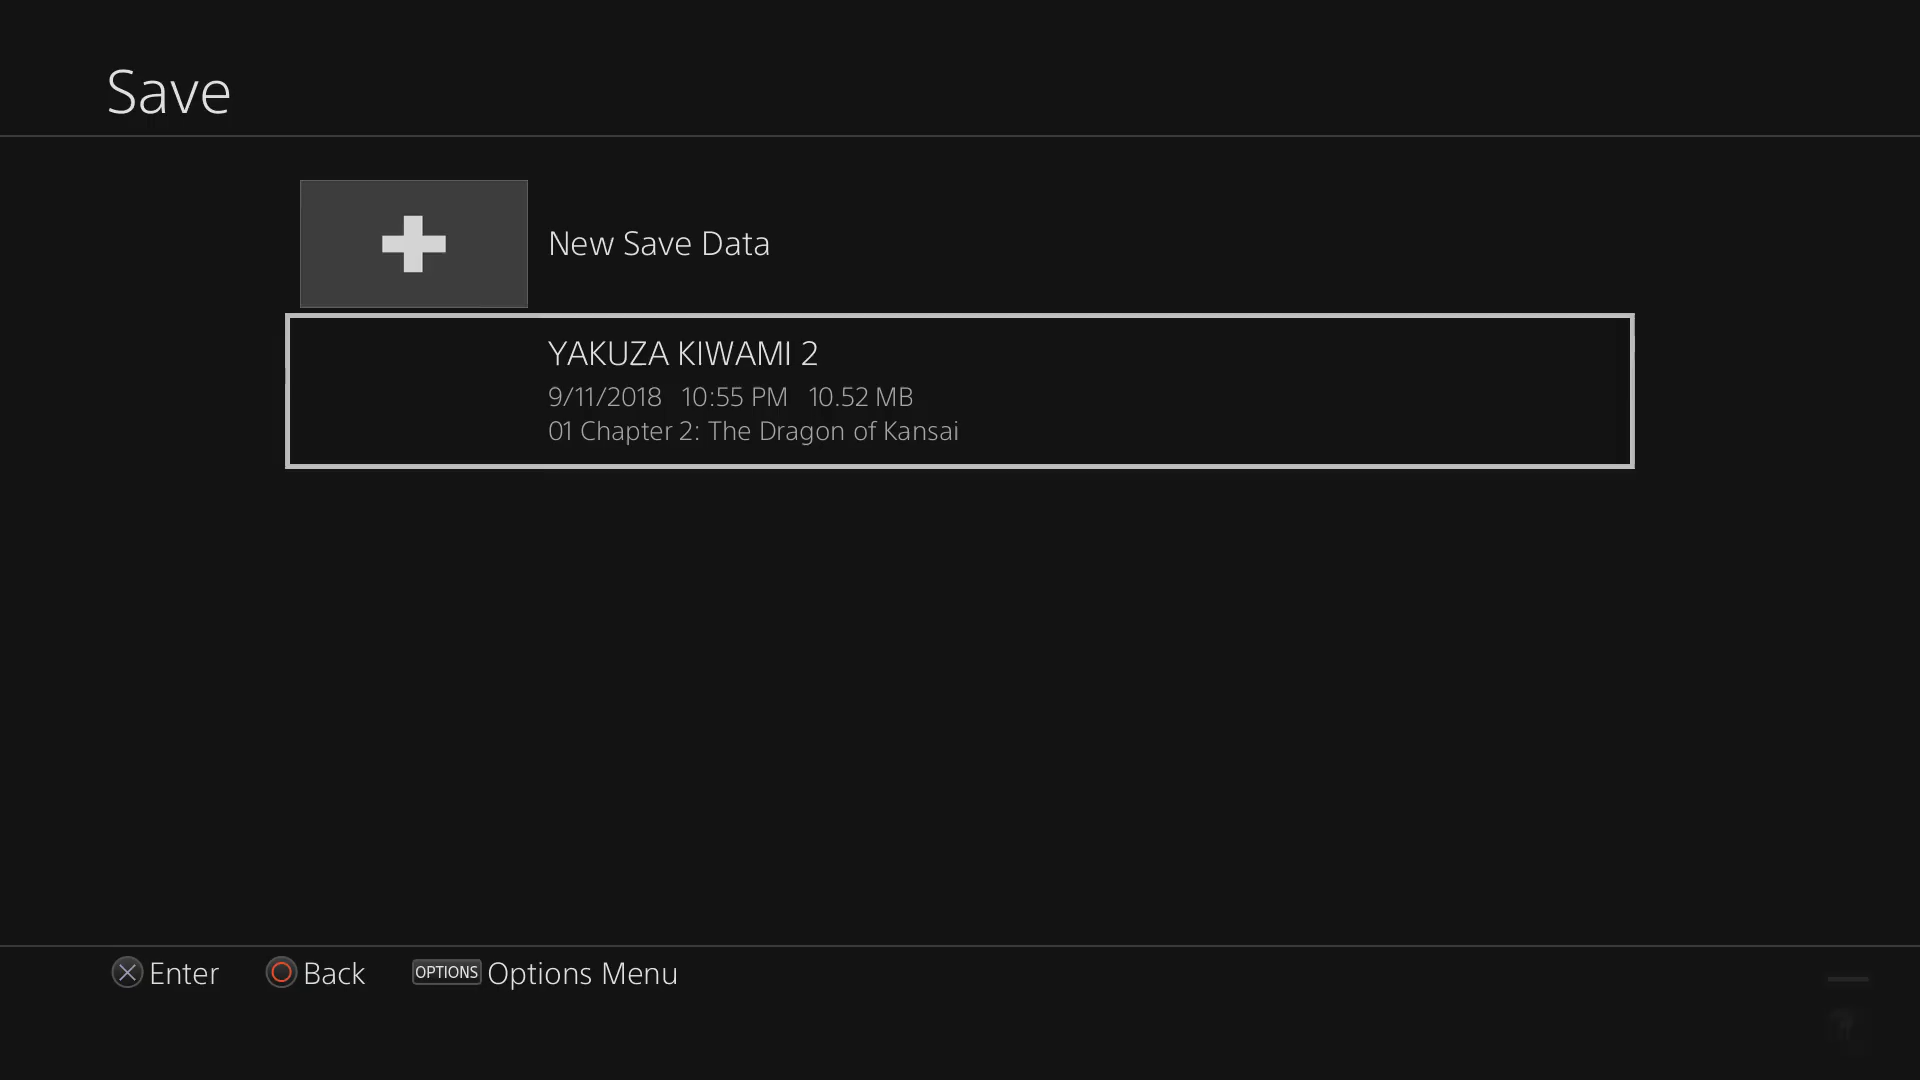 Save
New Save Data
YAKUZA KIWAMI 2
9/11/2018 10:55 PM 10.52 MB
01 Chapter 2: The Dragon of Kansai
Enter Back OPTIONS Options Menu